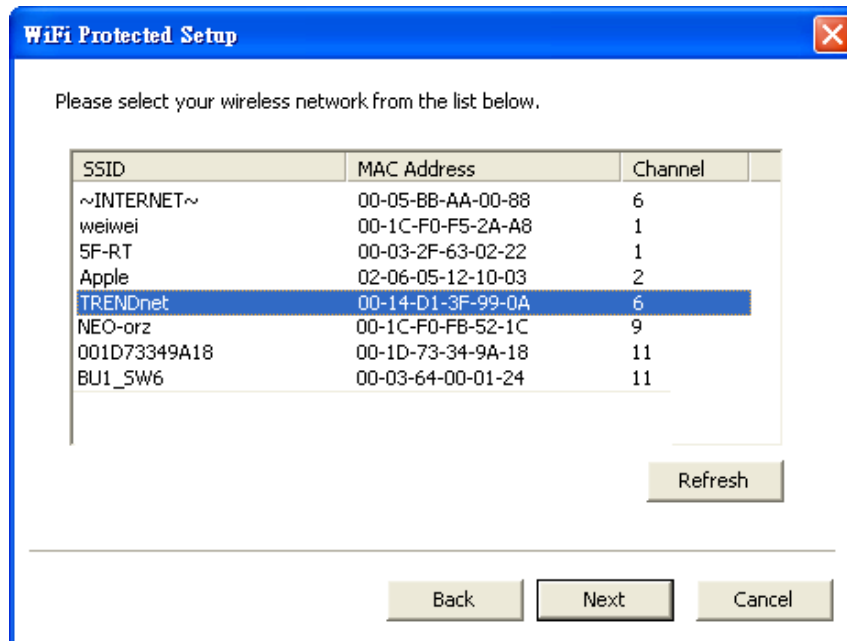 WiFi Protected Setup
Please select your wireless network from the list below.
SSID MAC Address Channel
~INTERNET~ 00-05-BB-AA-00-88 6
weiwei 00-1C-F0-F5-2A-A8 1
5F-RT 00-03-2F-63-02-22 1
Apple 02-06-05-12-10-03 2
TRENDnet 00-14-D1-3F-99-0A 6
NEO-orz 00-1C-F0-FB-52-1C 9
001D73349A18 00-1D-73-34-9A-18 11
BU1_SW6 00-03-64-00-01-24 11
Refresh
Back Next Cancel